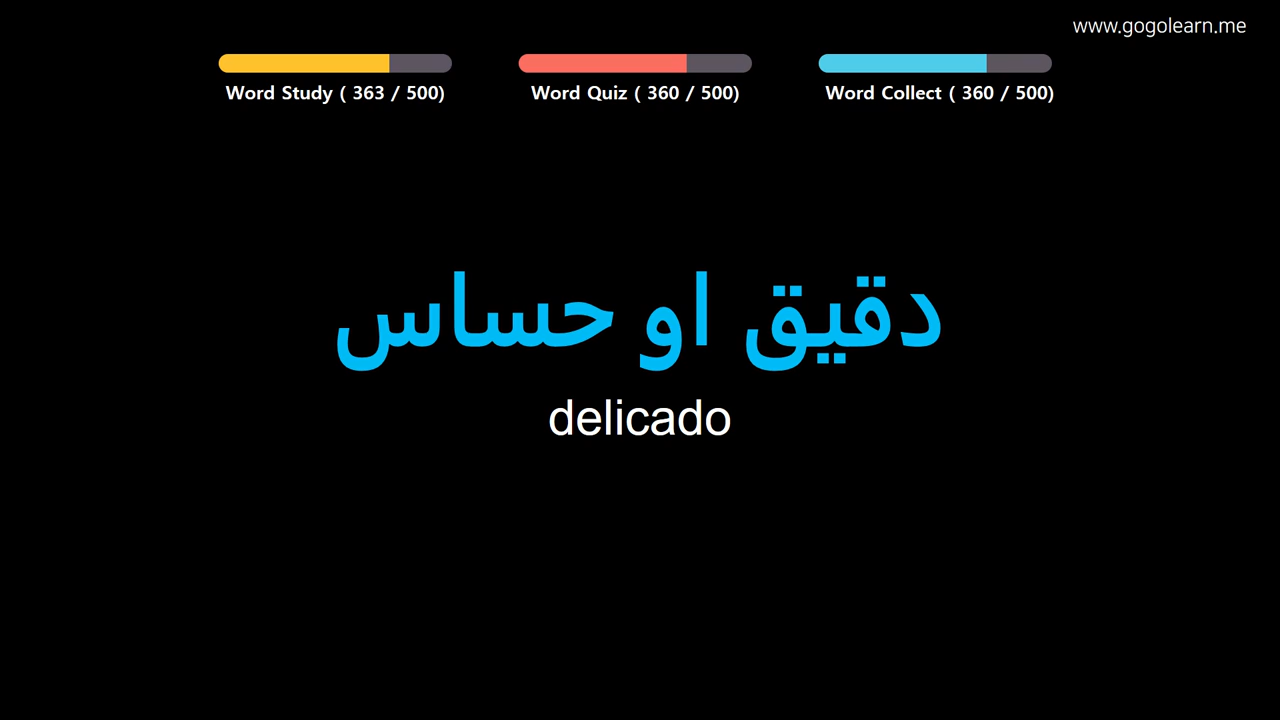 www.gogolearn.me
Word Study ( 363 / 500)
Word Quiz ( 360 / 500)
Word Collect ( 360 / 500)
دقيق او حساس
delicado